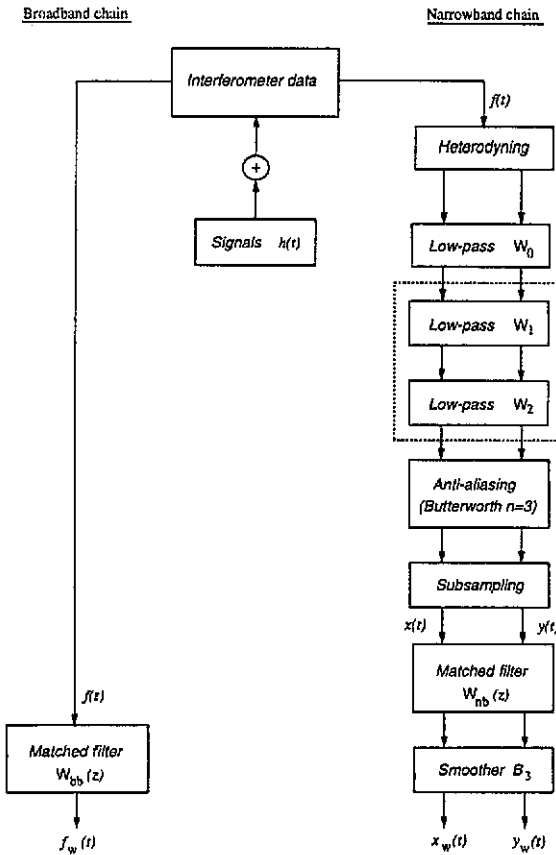 Broadband chain
Narrowband chain
Interferometer data
f(t)
Heterodyning
+
Signals h(t)
Low-pass W0
Low-pass W1
Low-pass W2
Anti-aliasing
(Butterworth n=3)
Subsampling
x(t)
y(t)
Matched filter
Wnb(z)
f(t)
Matched filter
Wbb(z)
Smoother B3
fw(t)
xw(t)
yw(t)